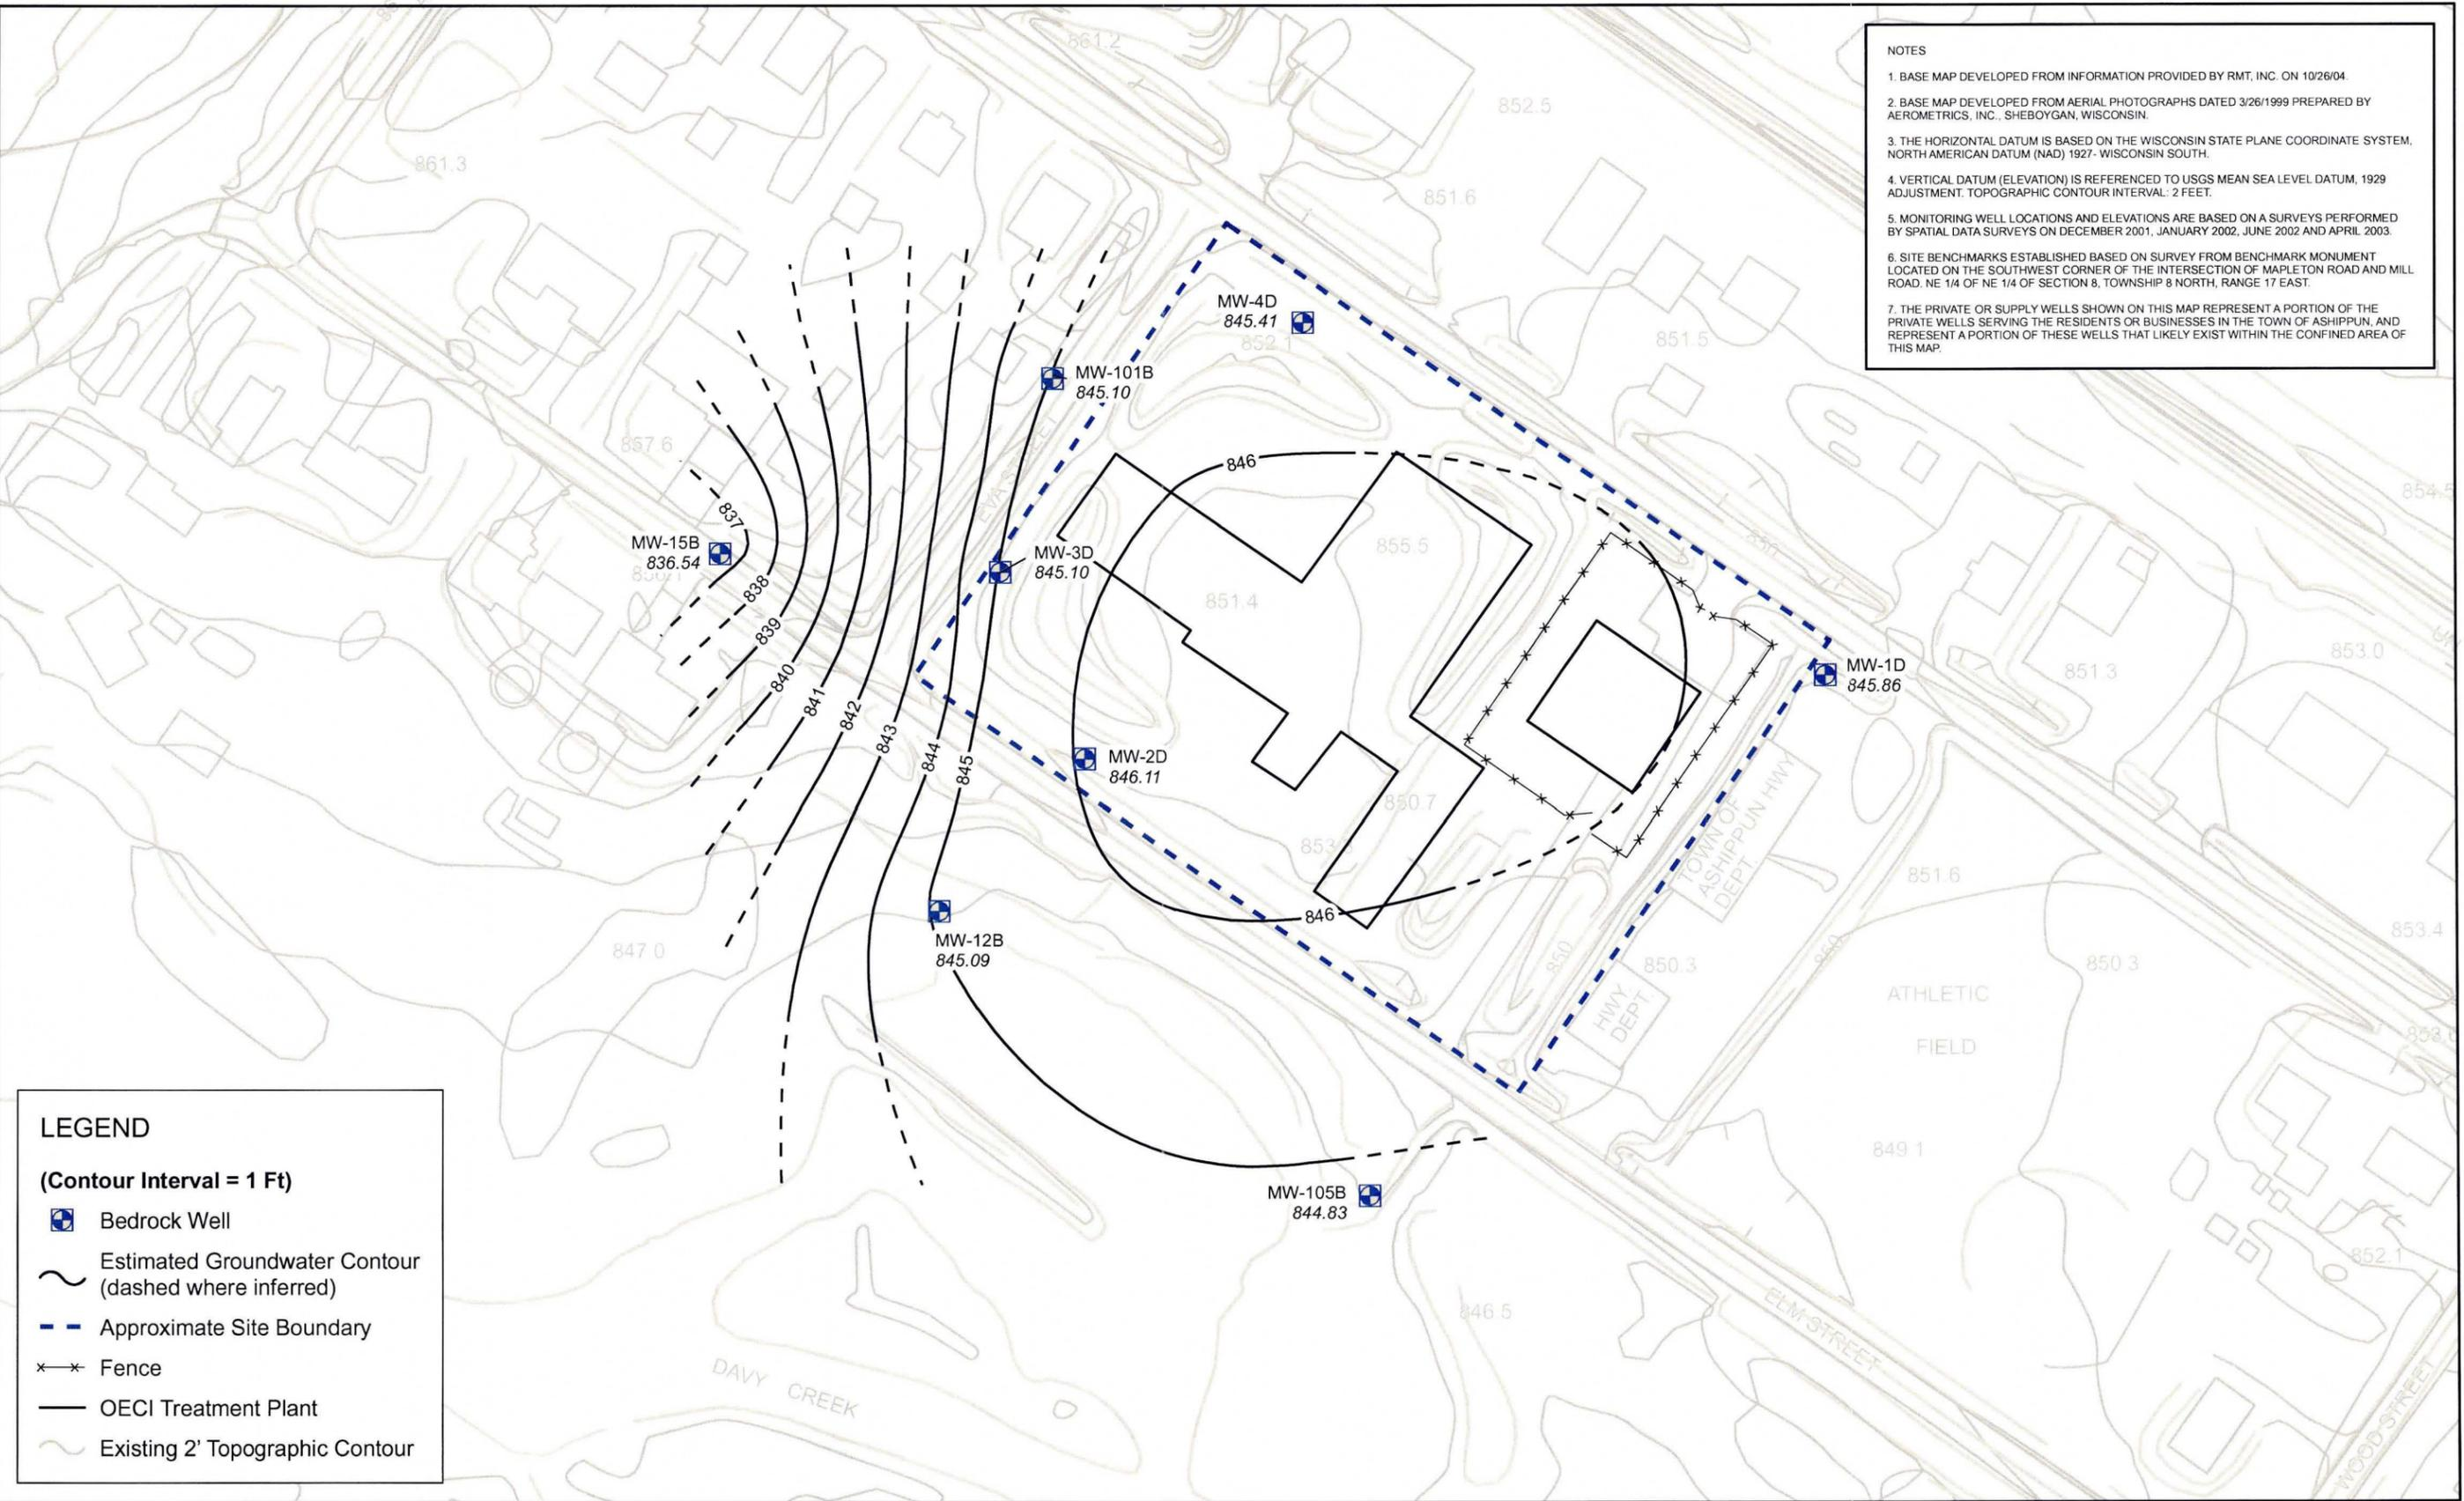 NOTES
1. BASE MAP DEVELOPED FROM INFORMATION PROVIDED BY RMT, INC. ON 10/26/04.
2. BASE MAP DEVELOPED FROM AERIAL PHOTOGRAPHS DATED 3/26/1999 PREPARED BY
AEROMETRICS, INC., SHEBOYGAN, WISCONSIN.
3. THE HORIZONTAL DATUM IS BASED ON THE WISCONSIN STATE PLANE COORDINATE SYSTEM,
NORTH AMERICAN DATUM (NAD) 1927- WISCONSIN SOUTH.
4. VERTICAL DATUM (ELEVATION) IS REFERENCED TO USGS MEAN SEA LEVEL DATUM, 1929
ADJUSTMENT. TOPOGRAPHIC CONTOUR INTERVAL: 2 FEET.
5. MONITORING WELL LOCATIONS AND ELEVATIONS ARE BASED ON A SURVEYS PERFORMED
BY SPATIAL DATA SURVEYS ON DECEMBER 2001, JANUARY 2002, JUNE 2002 AND APRIL 2003.
6. SITE BENCHMARKS ESTABLISHED BASED ON SURVEY FROM BENCHMARK MONUMENT
LOCATED ON THE SOUTHWEST CORNER OF THE INTERSECTION OF MAPLETON ROAD AND MILL
ROAD. NE 1/4 OF NE 1/4 OF SECTION 8, TOWNSHIP 8 NORTH, RANGE 17 EAST.
7. THE PRIVATE OR SUPPLY WELLS SHOWN ON THIS MAP REPRESENT A PORTION OF THE
PRIVATE WELLS SERVING THE RESIDENTS OR BUSINESSES IN THE TOWN OF ASHIPPUN, AND
REPRESENT A PORTION OF THESE WELLS THAT LIKELY EXIST WITHIN THE CONFINED AREA OF
THIS MAP.
861.2
852.5
861.3
851.6
MW-4D
845.41
852.1
851.5
MW-101B
845.10
857.6
846
854.5
837
MW-15B
836.54
MW-3D
845.10
855.5
850
838
851.4
839
853.0
MW-1D
845.86
851.3
840
841
842
843
844
845
MW-2D
846.11
850.7
TOWN OF
ASHIPPUN HWY
DEPT.
851.6
846
853.4
MW-12B
845.09
847.0
850
850.3
850
850.3
ATHLETIC
FIELD
HWY.
DEPT.
849.1
MW-105B
844.83
852.1
846.5
ELM STREET
DAVY CREEK
WOOD STREET
LEGEND
(Contour Interval = 1 Ft)
Bedrock Well
Estimated Groundwater Contour
(dashed where inferred)
Approximate Site Boundary
Fence
OECI Treatment Plant
Existing 2' Topographic Contour